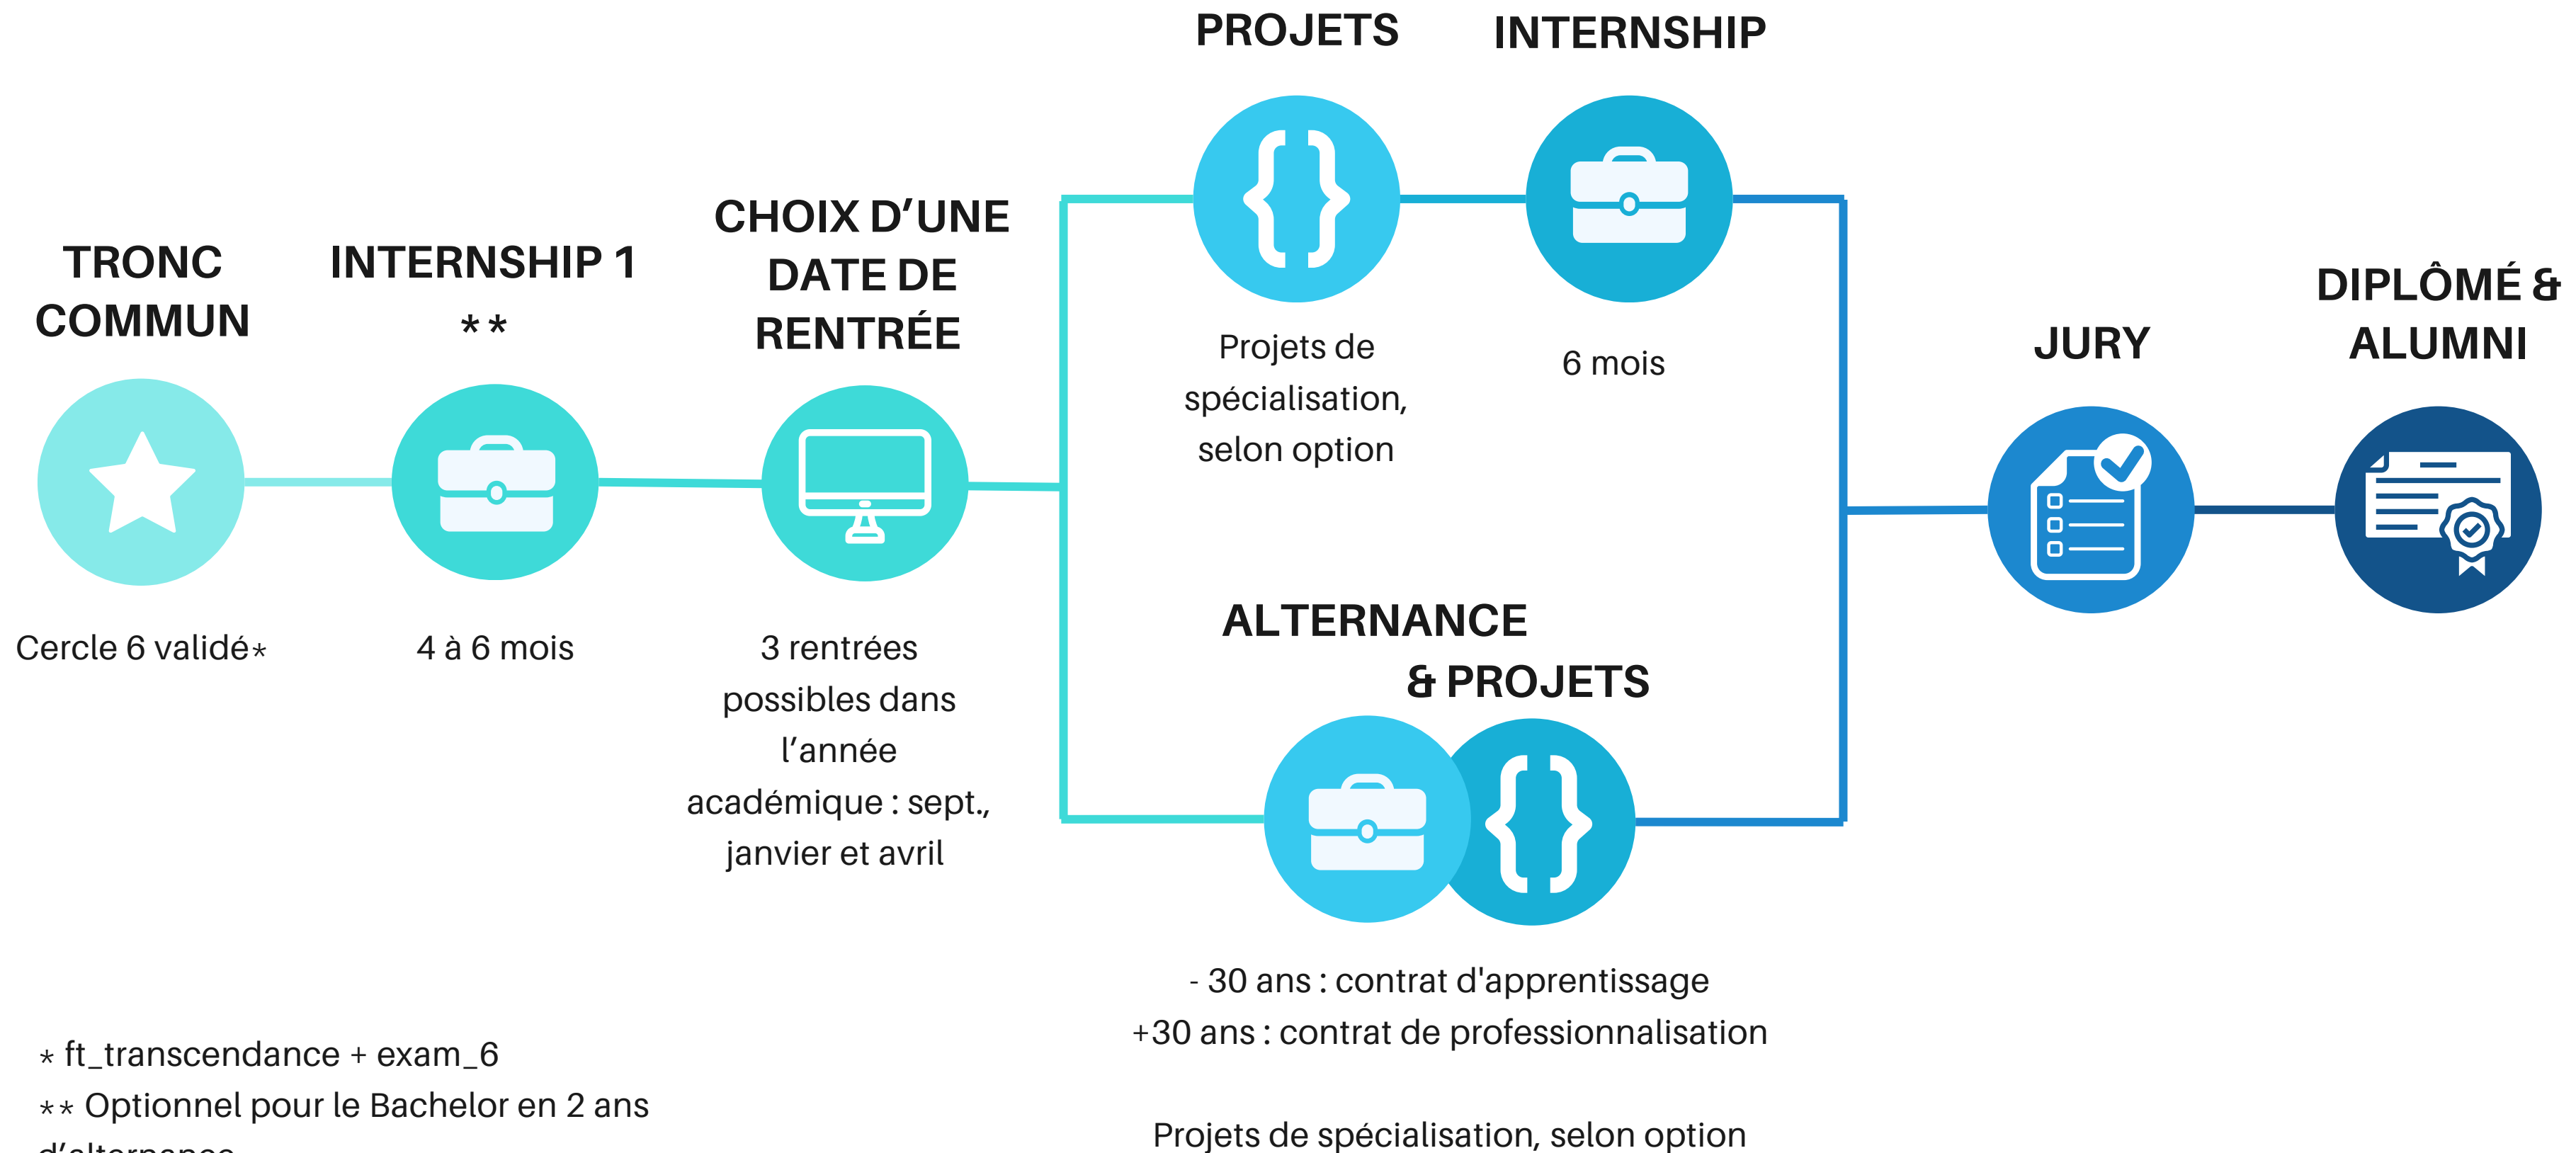 TRONC
COMMUN
Cercle 6 validé*
INTERNSHIP 1
**
4 à 6 mois
CHOIX D’UNE
DATE DE
RENTRÉE
3 rentrées
possibles dans
l’année
académique : sept.,
janvier et avril
PROJETS
Projets de
spécialisation,
selon option
INTERNSHIP
6 mois
ALTERNANCE
& PROJETS
- 30 ans : contrat d'apprentissage
+30 ans : contrat de professionnalisation
Projets de spécialisation, selon option
JURY
DIPLÔMÉ &
ALUMNI
* ft_transcendance + exam_6
** Optionnel pour le Bachelor en 2 ans
d’alternance